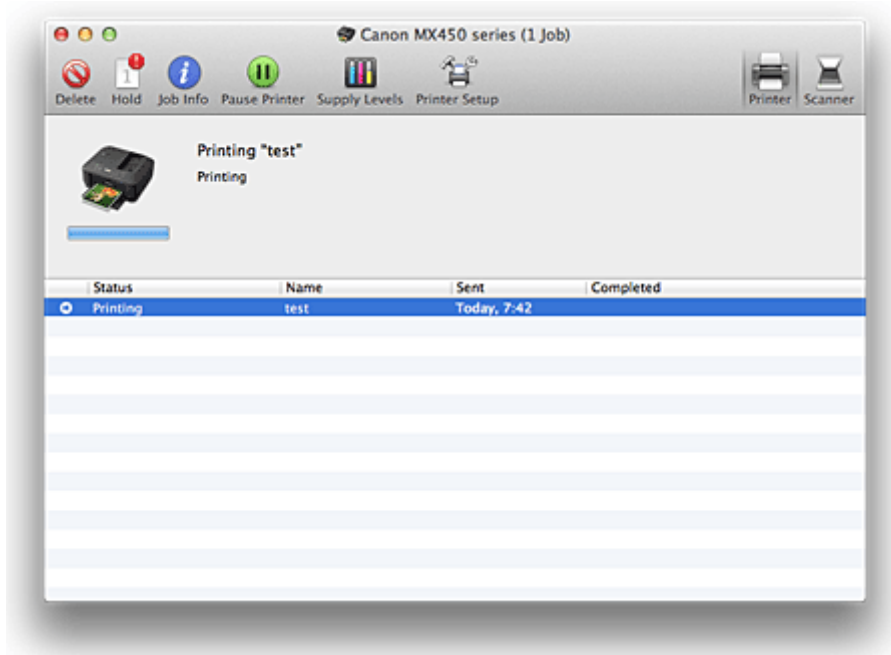 Canon MX450 series (1 Job)
1
Delete Hold Job Info Pause Printer Supply Levels Printer Setup Printer Scanner
Printing "test"
Printing
Status Name Sent Completed
Printing test Today, 7:42